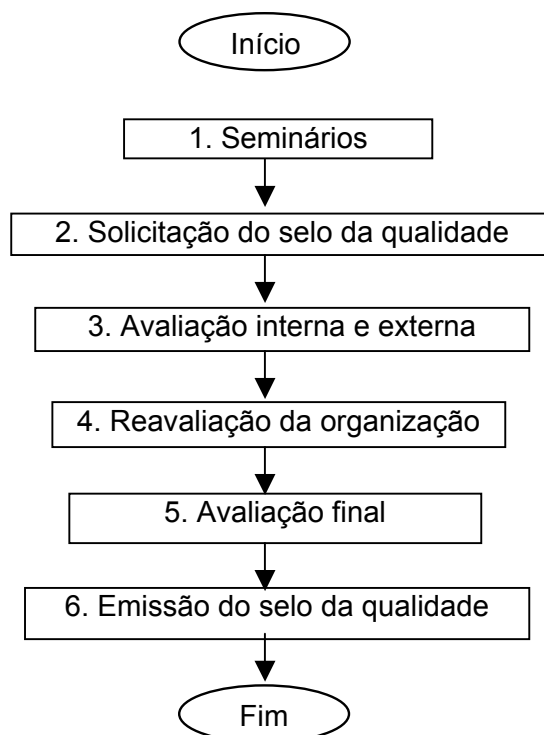 Início
1. Seminários
2. Solicitação do selo da qualidade
3. Avaliação interna e externa
4. Reavaliação da organização
5. Avaliação final
6. Emissão do selo da qualidade
Fim